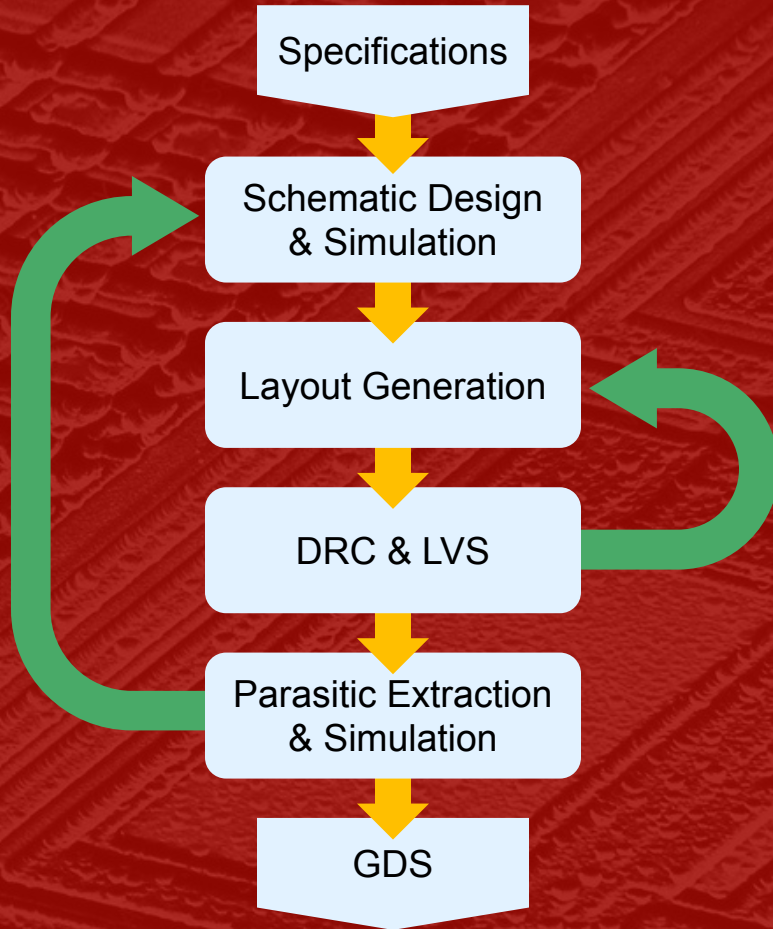 Specifications
Schematic Design
& Simulation
Layout Generation
DRC & LVS
Parasitic Extraction
& Simulation
GDS